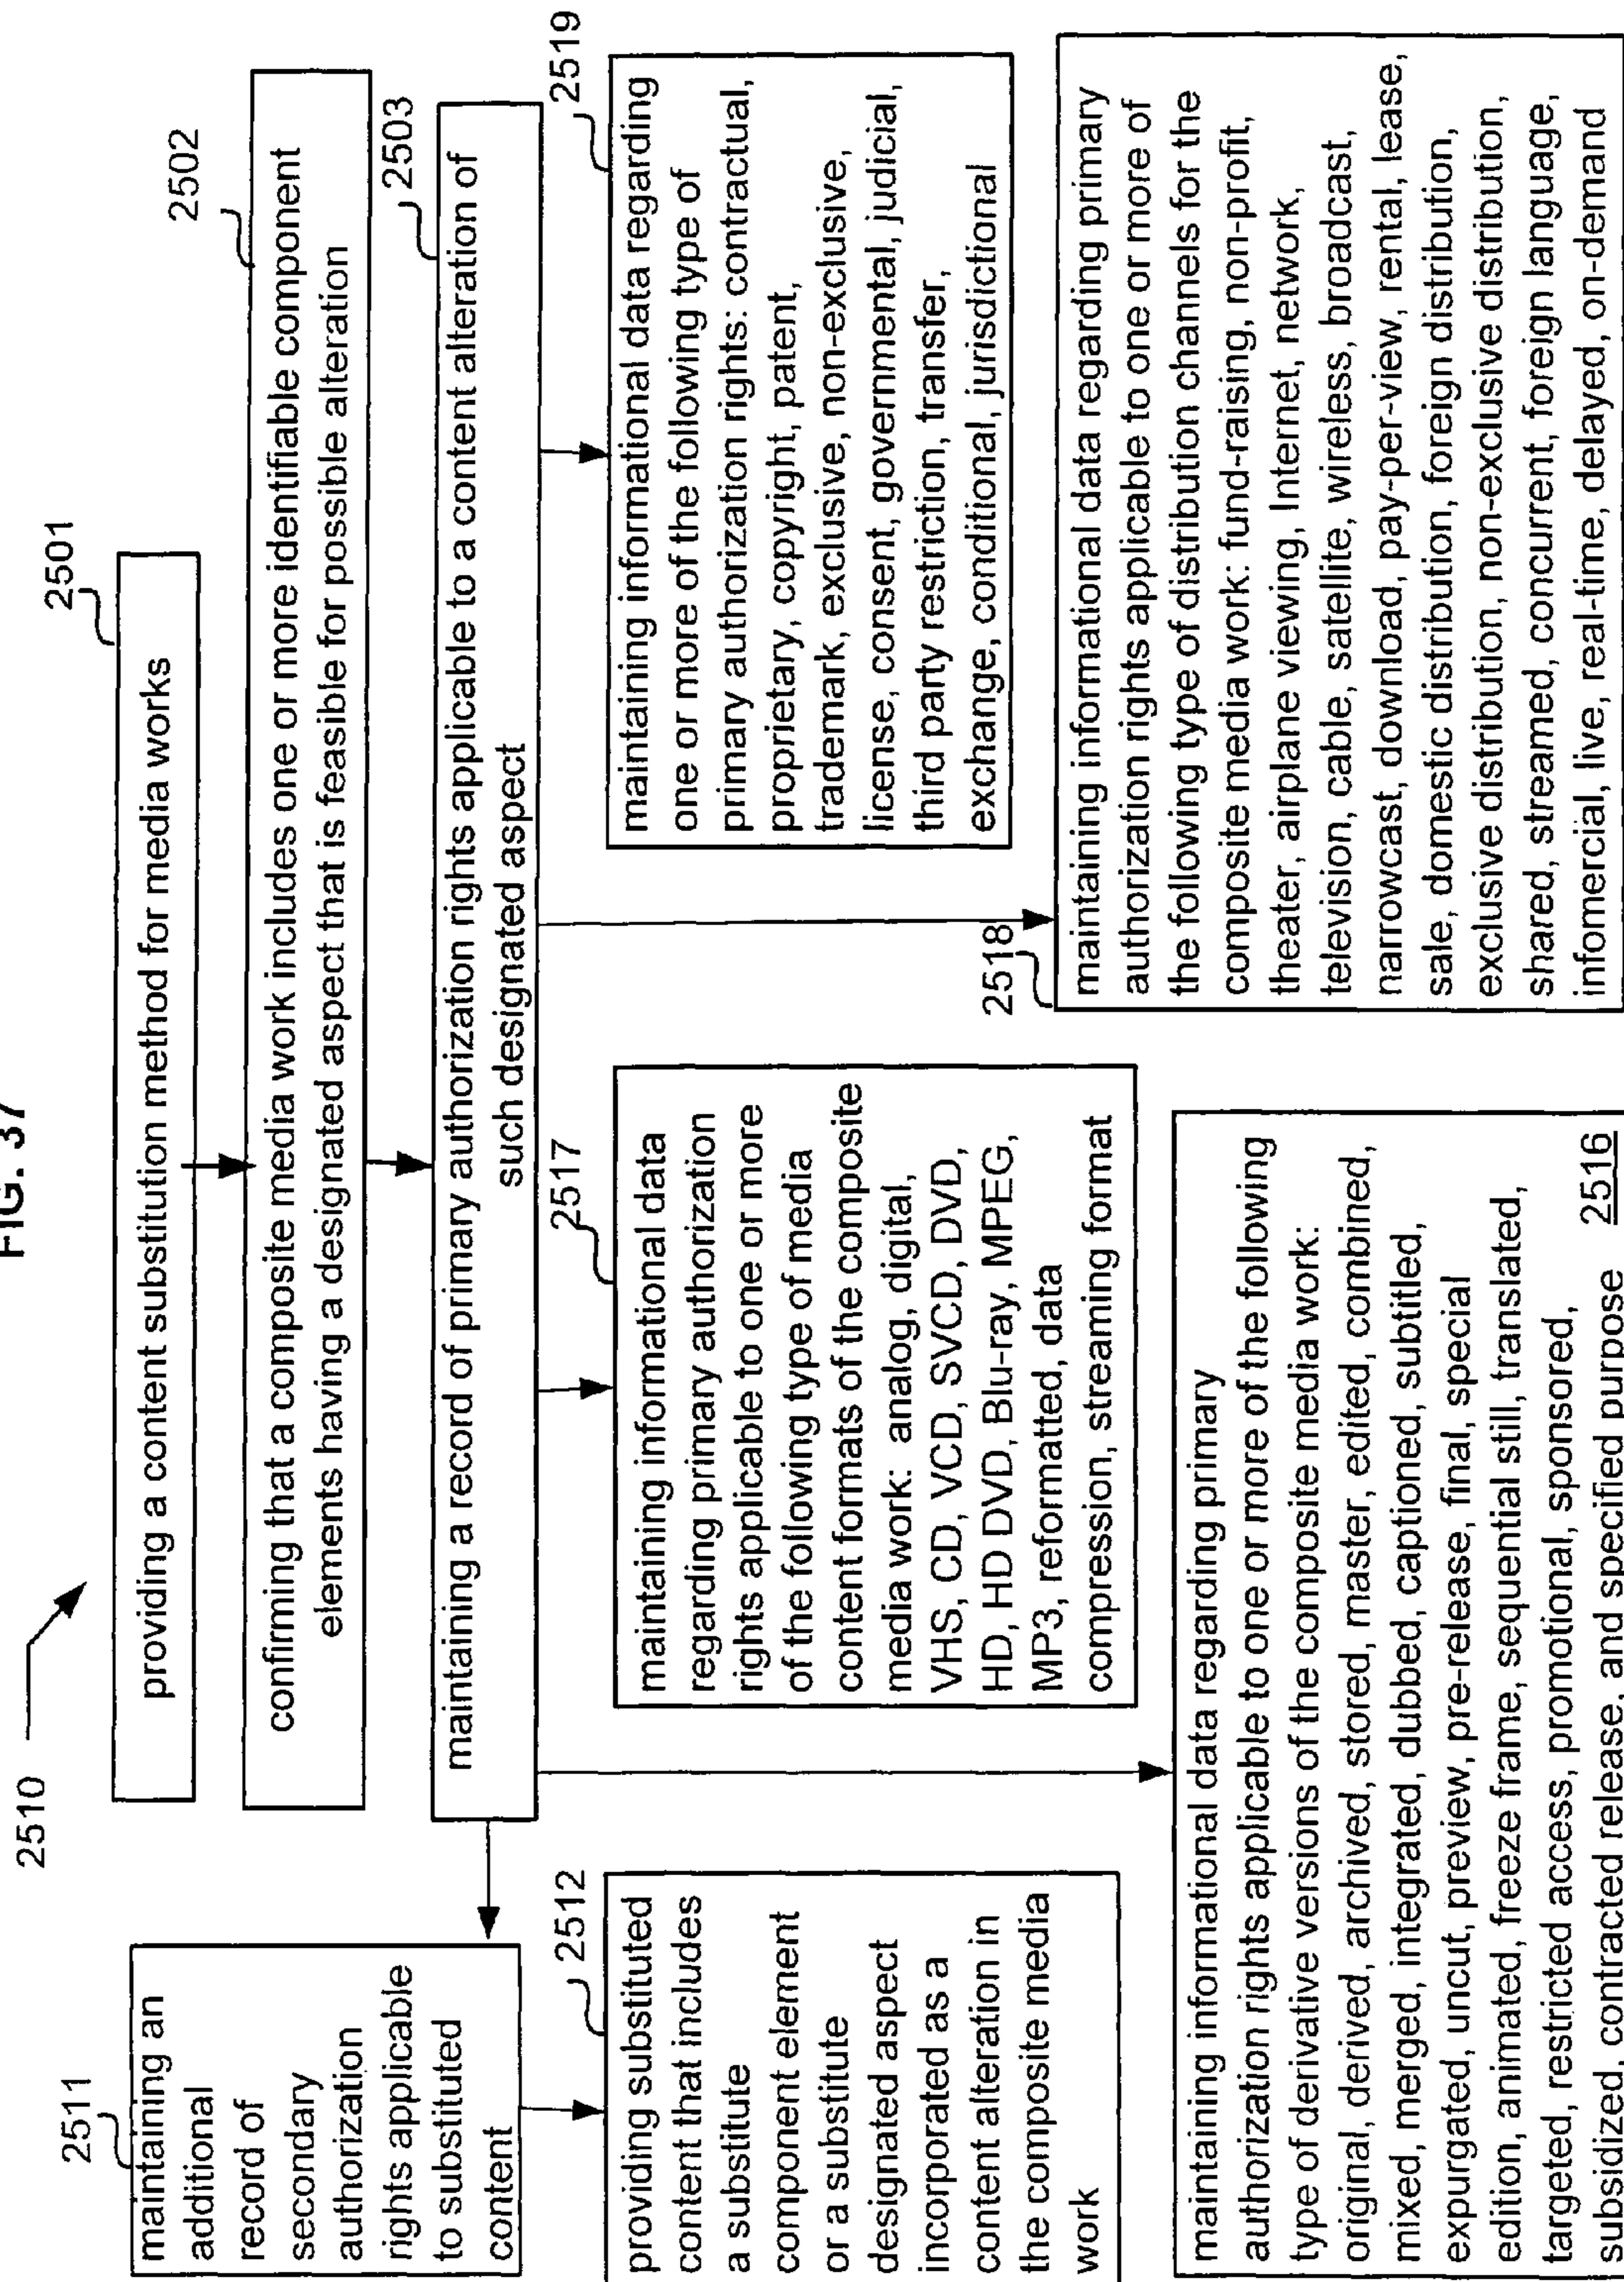 FIG. 37
2510
2501
providing a content substitution method for media works
2502
confirming that a composite media work includes one or more identifiable component
elements having a designated aspect that is feasible for possible alteration
2503
maintaining a record of primary authorization rights applicable to a content alteration of
such designated aspect
2511
maintaining an
additional
record of
secondary
authorization
rights applicable
to substituted
content
2512
providing substituted
content that includes
a substitute
component element
or a substitute
designated aspect
incorporated as a
content alteration in
the composite media
work
2517
maintaining informational data
regarding primary authorization
rights applicable to one or more
of the following type of media
content formats of the composite
media work: analog, digital,
VHS, CD, VCD, SVCD, DVD,
HD, HD DVD, Blu-ray, MPEG,
MP3, reformatted, data
compression, streaming format
2519
maintaining informational data regarding
one or more of the following type of
primary authorization rights: contractual,
proprietary, copyright, patent,
trademark, exclusive, non-exclusive,
license, consent, governmental, judicial,
third party restriction, transfer,
exchange, conditional, jurisdictional
maintaining informational data regarding primary
authorization rights applicable to one or more of the following
type of derivative versions of the composite media work:
original, derived, archived, stored, master, edited, combined,
mixed, merged, integrated, dubbed, captioned, subtitled,
expurgated, uncut, preview, pre-release, final, special
edition, animated, freeze frame, sequential still, translated,
targeted, restricted access, promotional, sponsored,
subsidized, contracted release, and specified purpose 2516
2518
maintaining informational data regarding primary
authorization rights applicable to one or more of
the following type of distribution channels for the
composite media work: fund-raising, non-profit,
theater, airplane viewing, Internet, network,
television, cable, satellite, wireless, broadcast,
narrowcast, download, pay-per-view, rental, lease,
sale, domestic distribution, foreign distribution,
exclusive distribution, non-exclusive distribution,
shared, streamed, concurrent, foreign language,
infomercial, live, real-time, delayed, on-demand